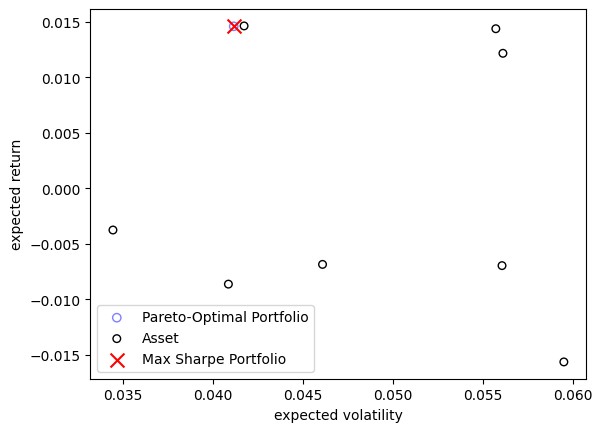 0.015
0.010
0.005
0.000
−0.005
−0.010
−0.015
expected return
Pareto-Optimal Portfolio
Asset
Max Sharpe Portfolio
0.035 0.040 0.045 0.050 0.055 0.060
expected volatility